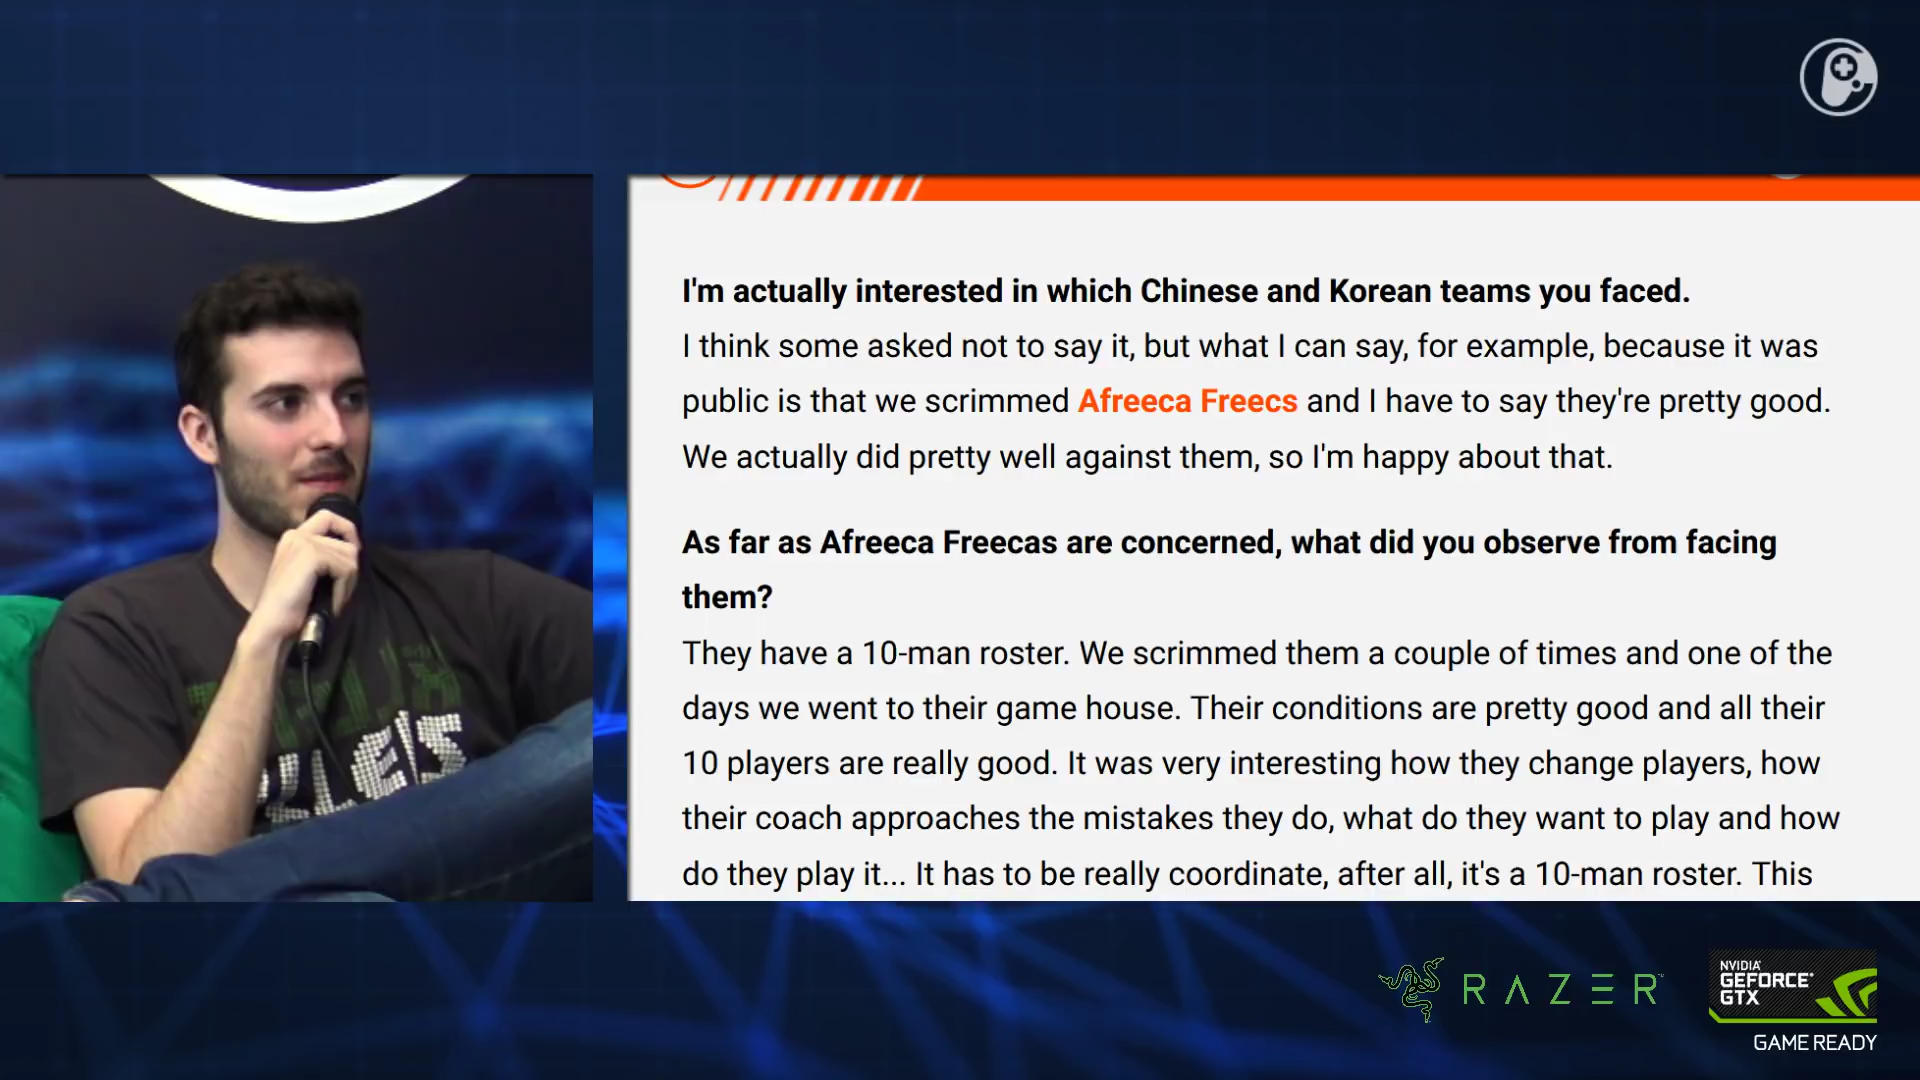 I'm actually interested in which Chinese and Korean teams you faced.
I think some asked not to say it, but what I can say, for example, because it was
public is that we scrimmed Afreeca Freecs and I have to say they're pretty good.
We actually did pretty well against them, so I'm happy about that.
As far as Afreeca Freecas are concerned, what did you observe from facing
them?
They have a 10-man roster. We scrimmed them a couple of times and one of the
days we went to their game house. Their conditions are pretty good and all their
10 players are really good. It was very interesting how they change players, how
their coach approaches the mistakes they do, what do they want to play and how
do they play it... It has to be really coordinate, after all, it's a 10-man roster. This
RAZER
NVIDIA
GEFORCE
GTX
GAME READY